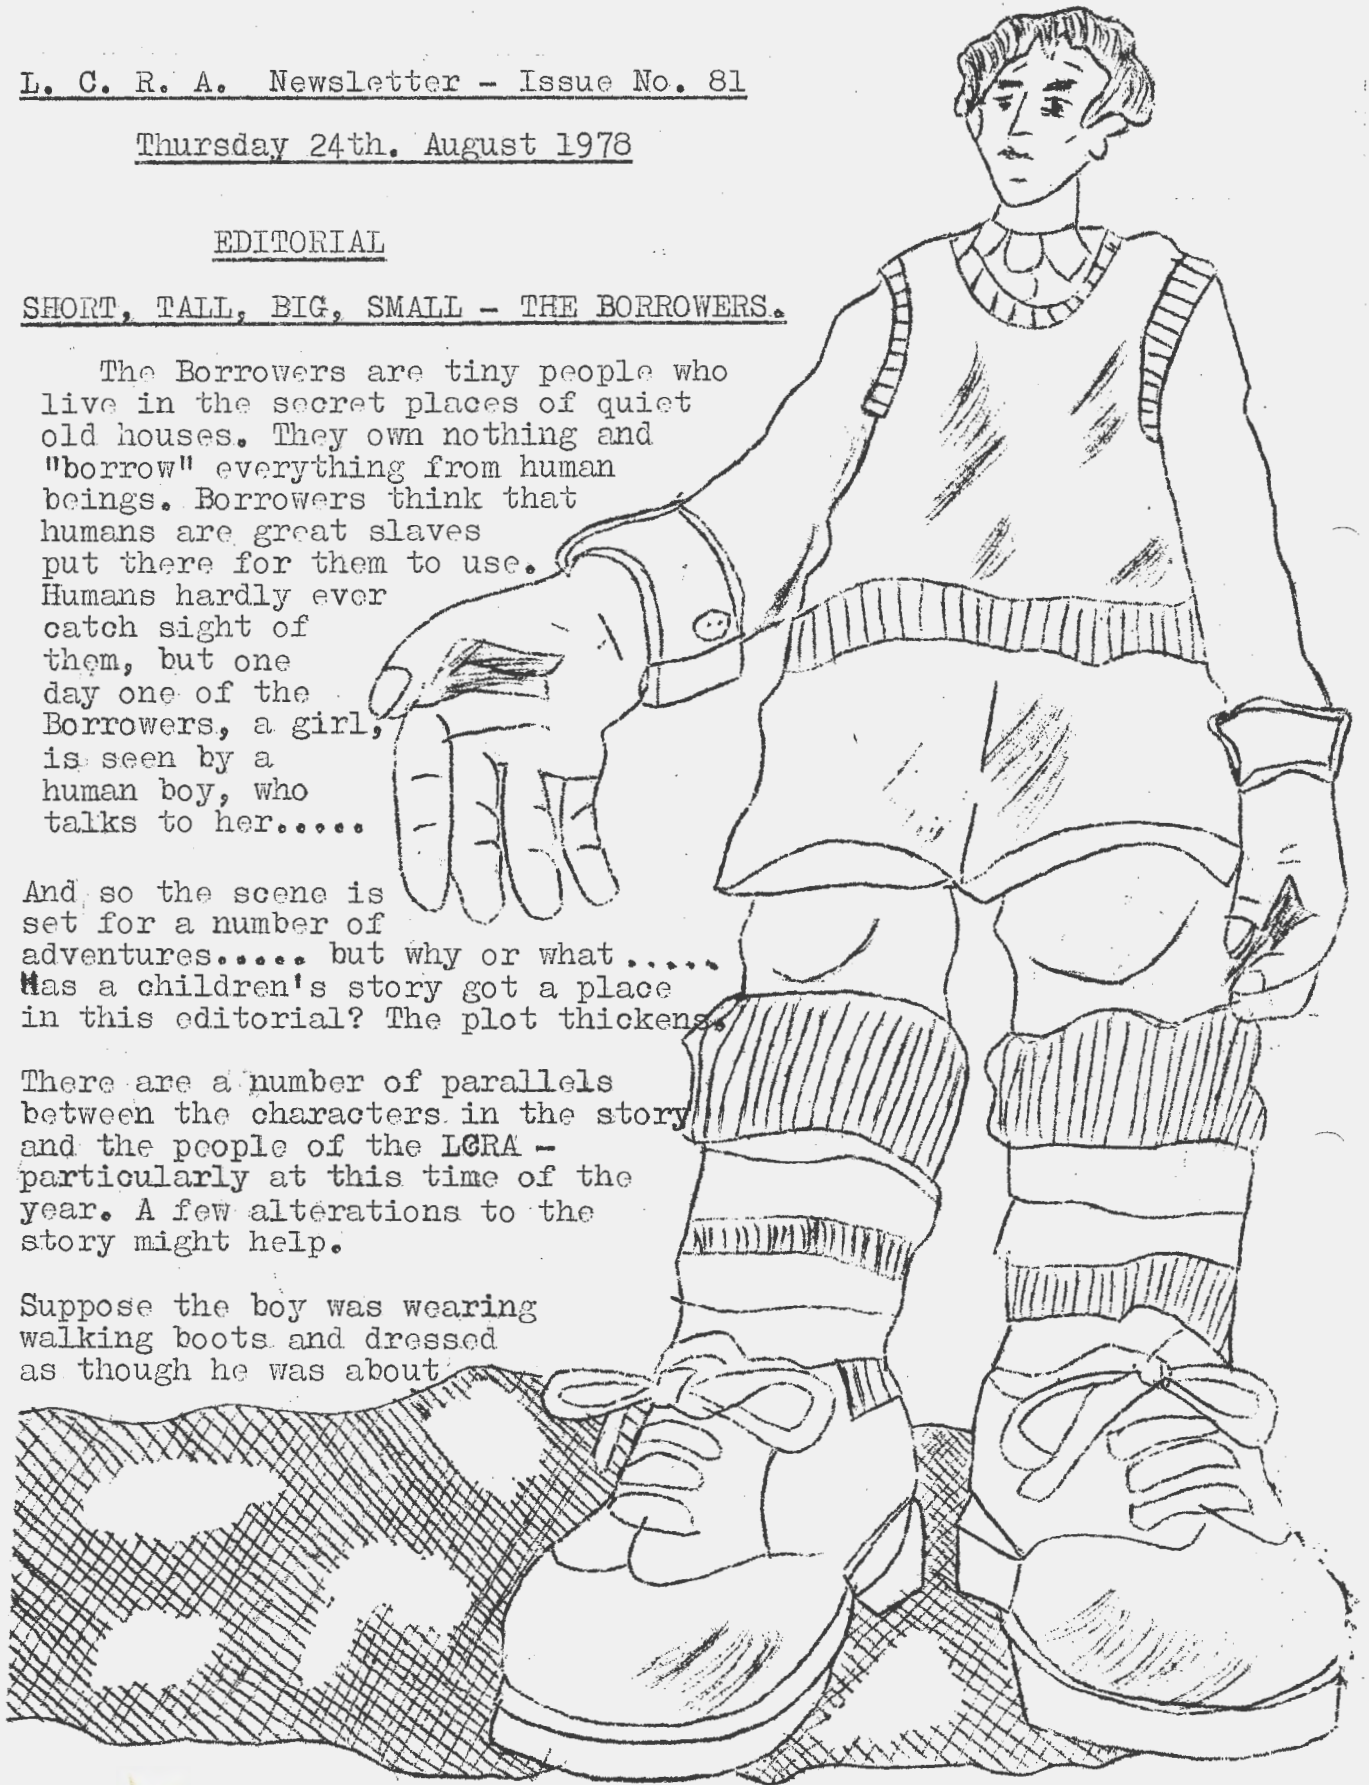 L. C. R. A. Newsletter - Issue No. 81
Thursday 24th. August 1978
EDITORIAL
SHORT, TALL, BIG, SMALL - THE BORROWERS.
The Borrowers are tiny people who
live in the secret places of quiet
old houses. They own nothing and
"borrow" everything from human
beings. Borrowers think that
humans are great slaves
put there for them to use.
Humans hardly ever
catch sight of
them, but one
day one of the
Borrowers, a girl,
is seen by a
human boy, who
talks to her.....
And so the scene is
set for a number of
adventures..... but why or what .....
Has a children's story got a place
in this editorial? The plot thickens.
There are a number of parallels
between the characters in the story
and the people of the LCRA -
particularly at this time of the
year. A few alterations to the
story might help.
Suppose the boy was wearing
walking boots and dressed
as though he was about